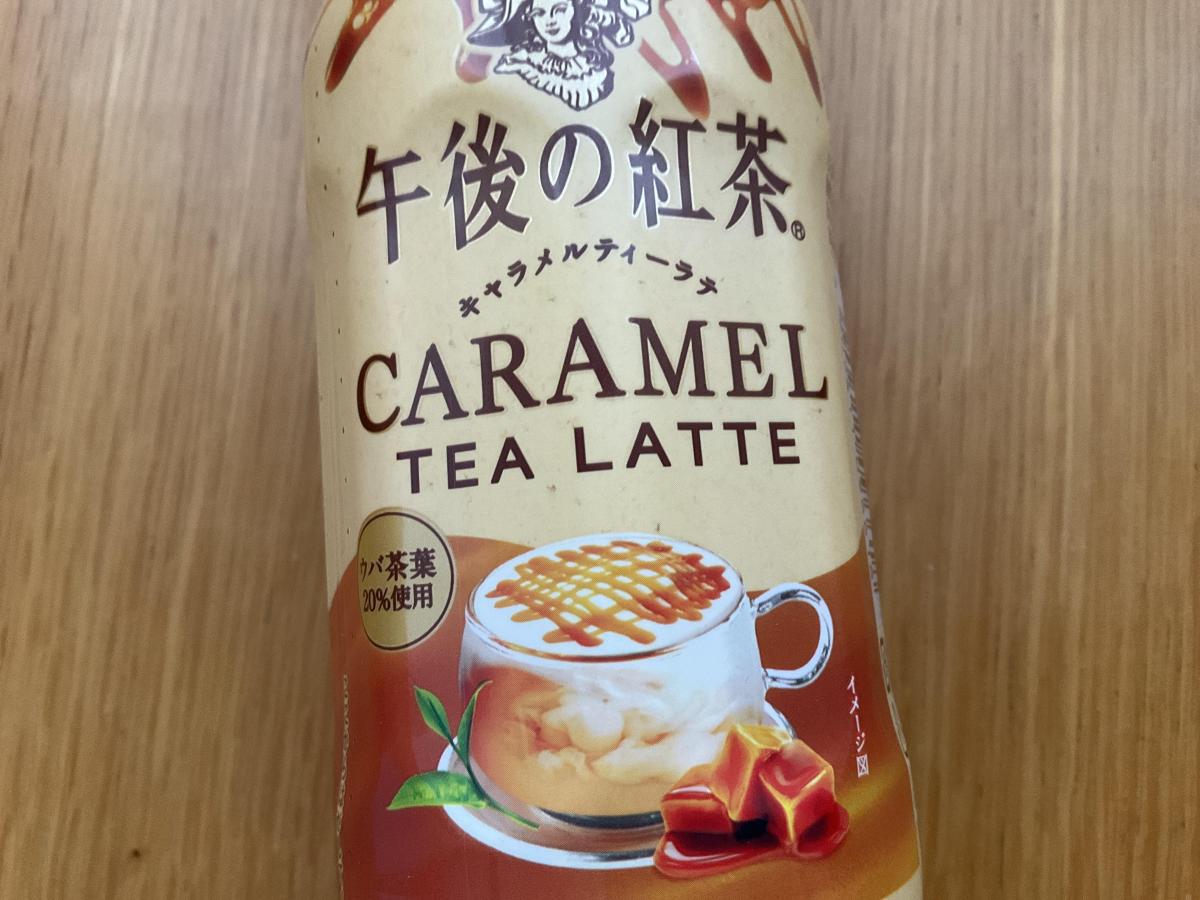 午後の紅茶®
キャラメルティーラテ
CARAMEL
TEA LATTE
ウバ茶葉
20%使用
イメージ図